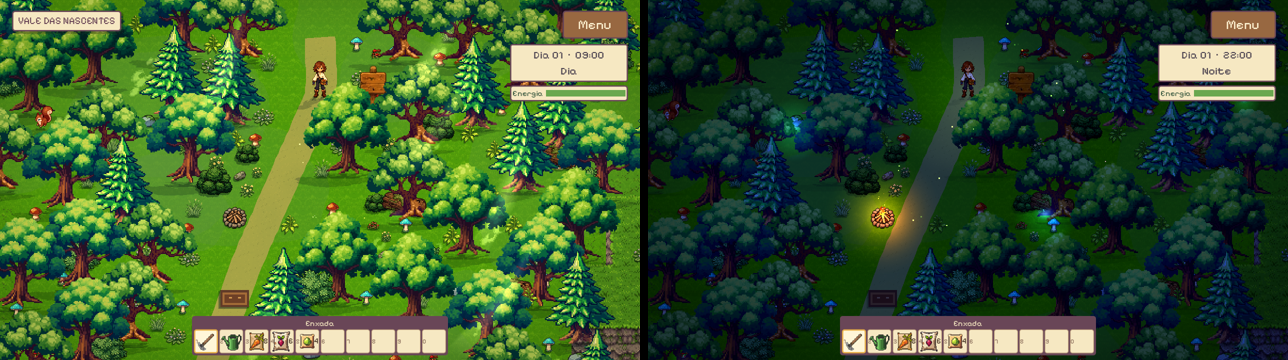 VALE DAS NASCENTES
Menu
Dia 01 · 09:00
Dia
Energia
Enxada
Menu
Dia 01 · 22:00
Noite
Energia
Enxada